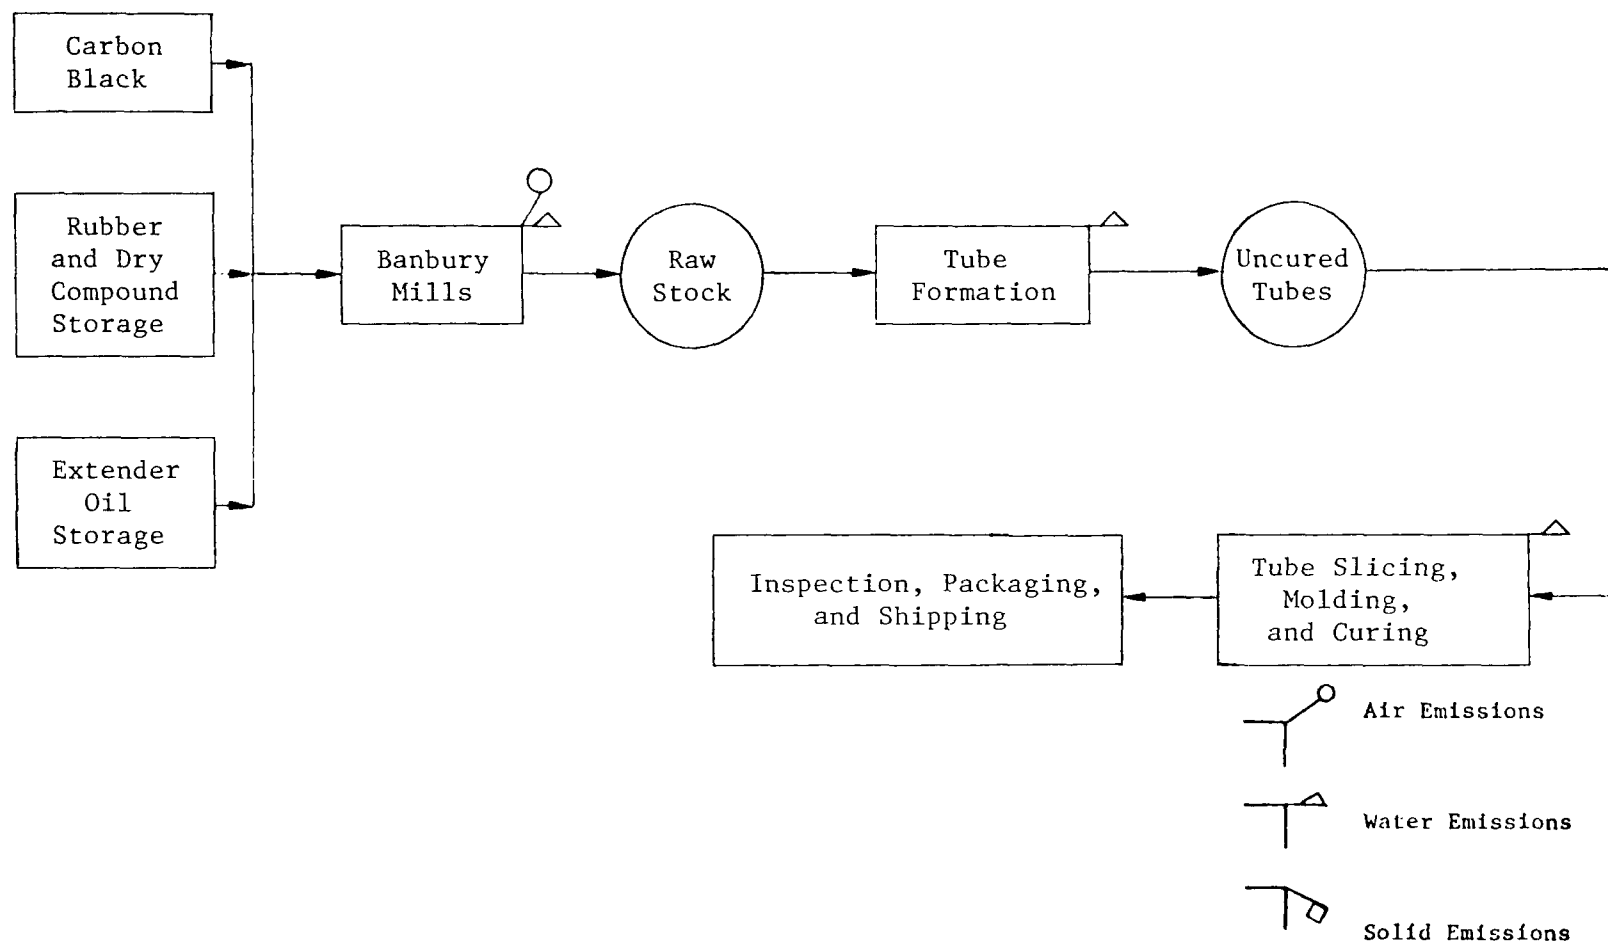 Carbon
Black
Rubber
and Dry
Compound
Storage
Extender
Oil
Storage
Banbury
Mills
Raw
Stock
Tube
Formation
Uncured
Tubes
Tube Slicing,
Molding,
and Curing
Inspection, Packaging,
and Shipping
Air Emissions
Water Emissions
Solid Emissions